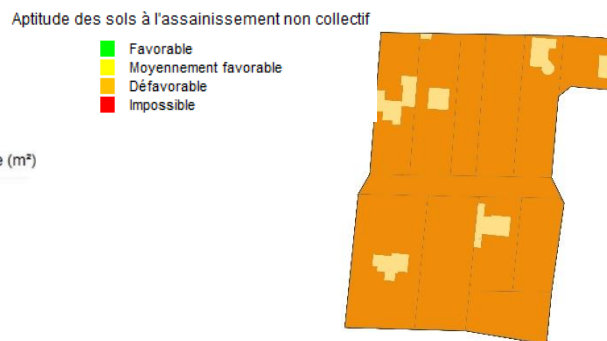 Aptitude des sols à l'assainissement non collectif
Favorable
Moyennement favorable
Défavorable
Impossible
(m²)